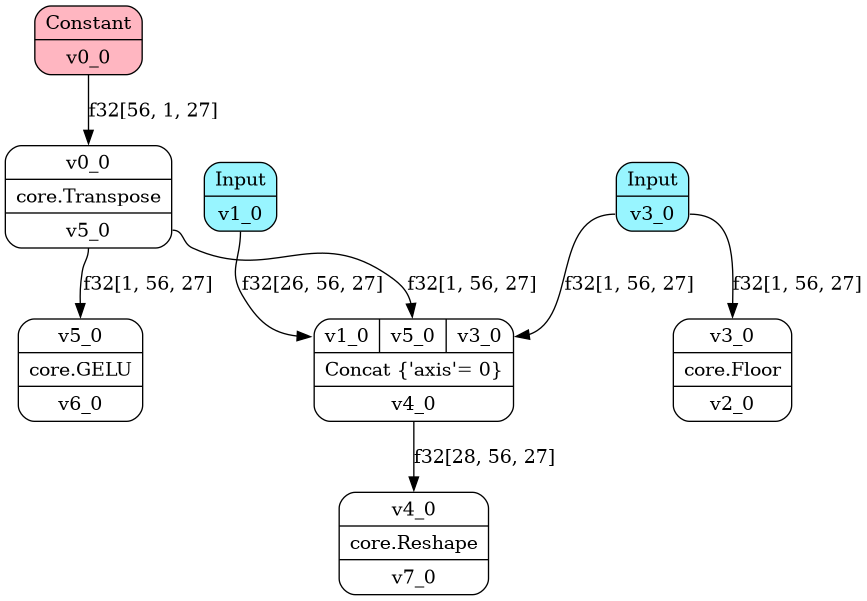 Constant
v0_0
f32[56, 1, 27]
v0_0
core.Transpose
v5_0
Input
v1_0
Input
v3_0
f32[1, 56, 27]
f32[26, 56, 27]
f32[1, 56, 27]
f32[1, 56, 27]
f32[1, 56, 27]
v5_0
core.GELU
v6_0
v1_0 v5_0 v3_0
Concat {'axis'= 0}
v4_0
v3_0
core.Floor
v2_0
f32[28, 56, 27]
v4_0
core.Reshape
v7_0